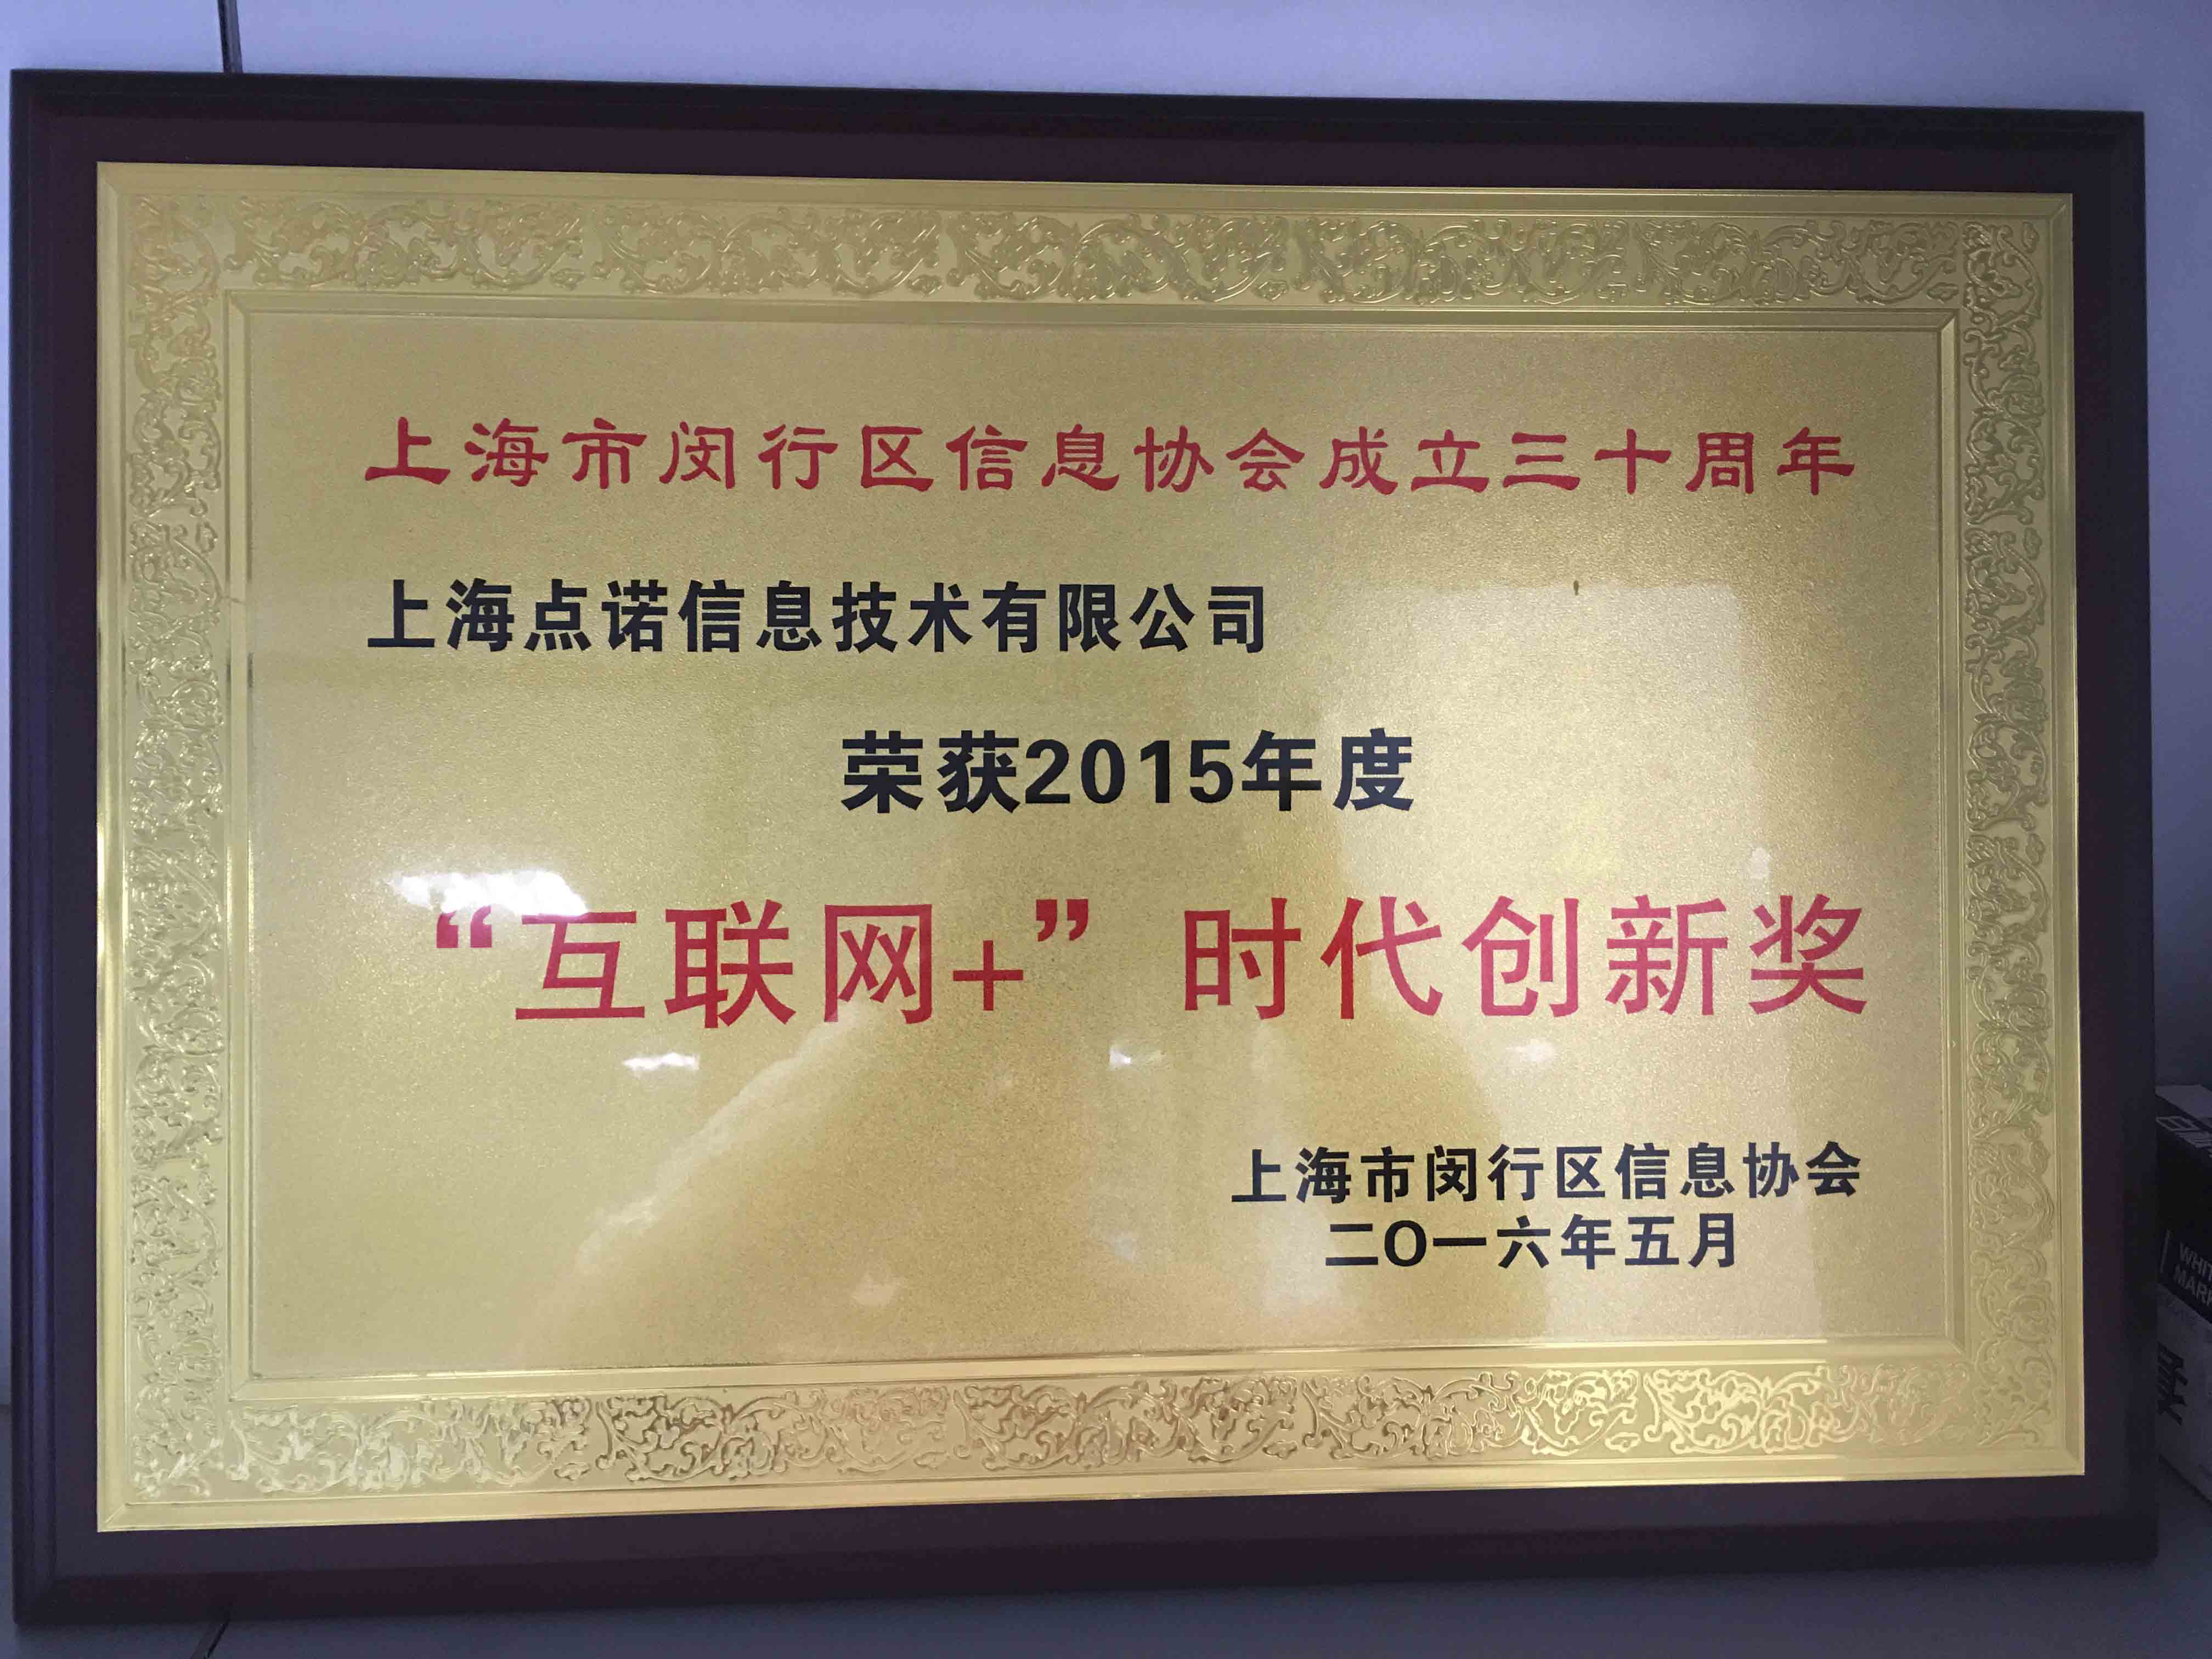 上海市闵行区信息协会成立三十周年
上海点诺信息技术有限公司
荣获2015年度
“互联网+”时代创新奖
上海市闵行区信息协会
二〇一六年五月